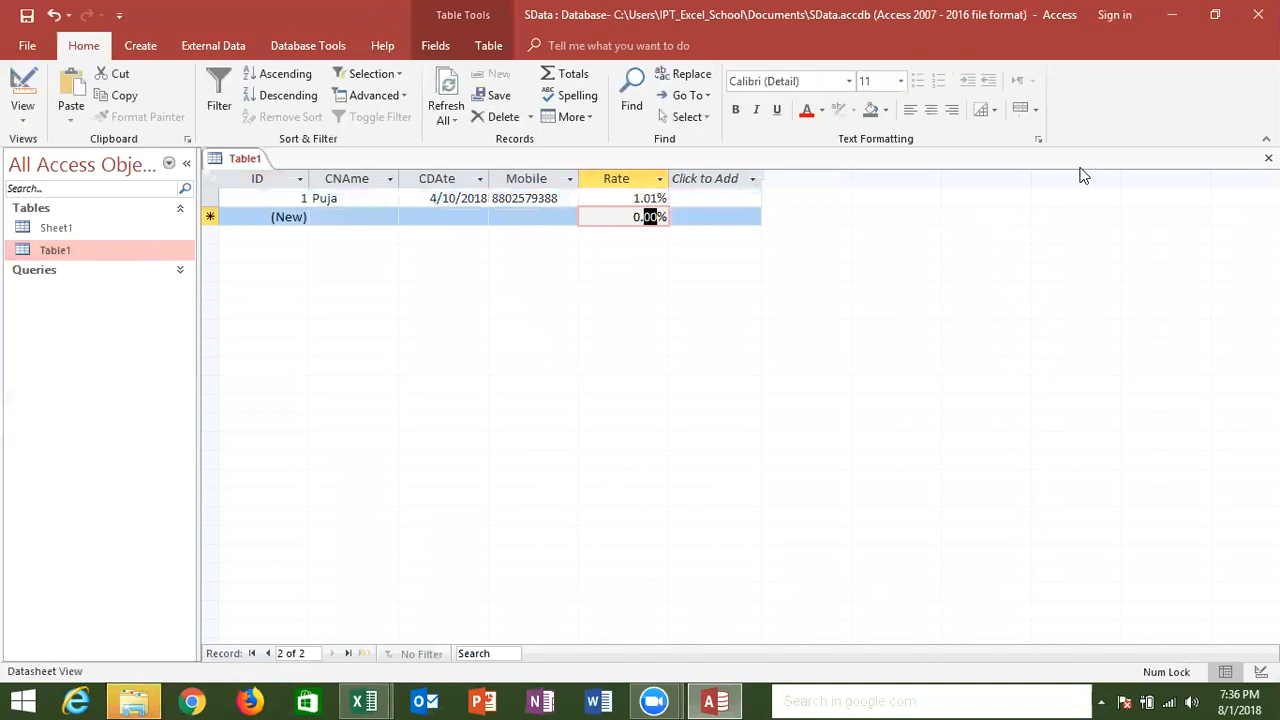 Table Tools
SData : Database- C:\Users\IPT_Excel_School\Documents\SData.accdb (Access 2007 - 2016 file format) - Access
Sign in
File Home Create External Data Database Tools Help Fields Table Tell me what you want to do
View
Paste
Cut
Copy
Format Painter
Filter
Ascending
Descending
Remove Sort
Selection
Advanced
Toggle Filter
Refresh All
New
Save
Delete
Totals
Spelling
More
Find
Replace
Go To
Select
Calibri (Detail) 11
B I U A
Views Clipboard Sort & Filter Records Find Text Formatting
All Access Obje...
Search...
Tables
Sheet1
Table1
Queries
Table1
ID CName CDAte Mobile Rate Click to Add
1 Puja 4/10/2018 8802579388 1.01%
(New) 0.00%
Record: 2 of 2 No Filter Search
Datasheet View
Num Lock
Search in google.com
7:36 PM
8/1/2018